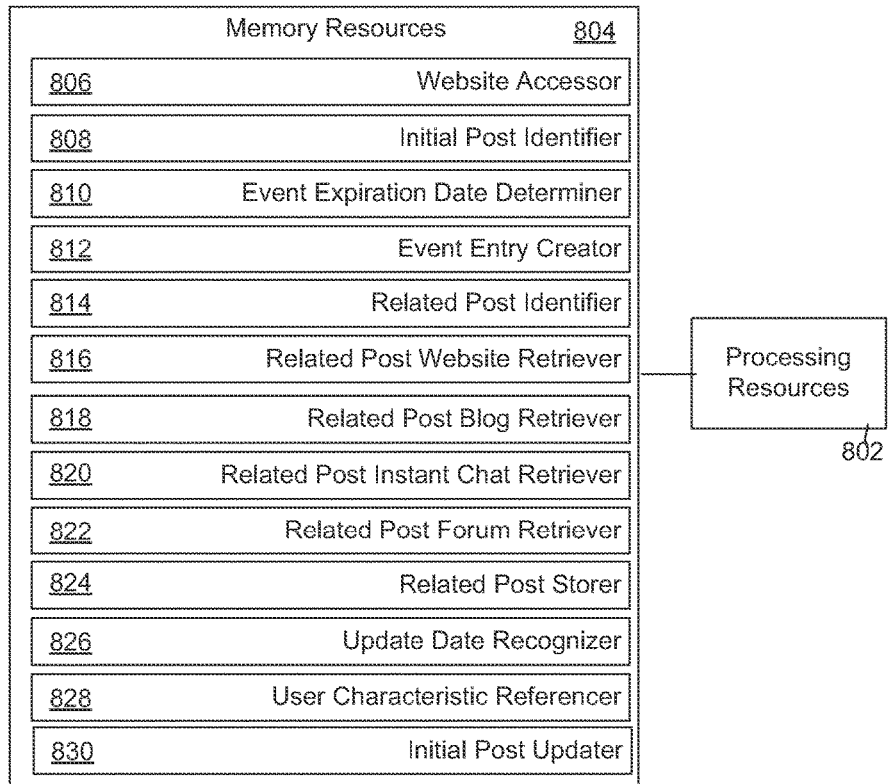 Memory Resources 804
806 Website Accessor
808 Initial Post Identifier
810 Event Expiration Date Determiner
812 Event Entry Creator
814 Related Post Identifier
816 Related Post Website Retriever
818 Related Post Blog Retriever
820 Related Post Instant Chat Retriever
822 Related Post Forum Retriever
824 Related Post Storer
826 Update Date Recognizer
828 User Characteristic Referencer
830 Initial Post Updater
Processing
Resources
802